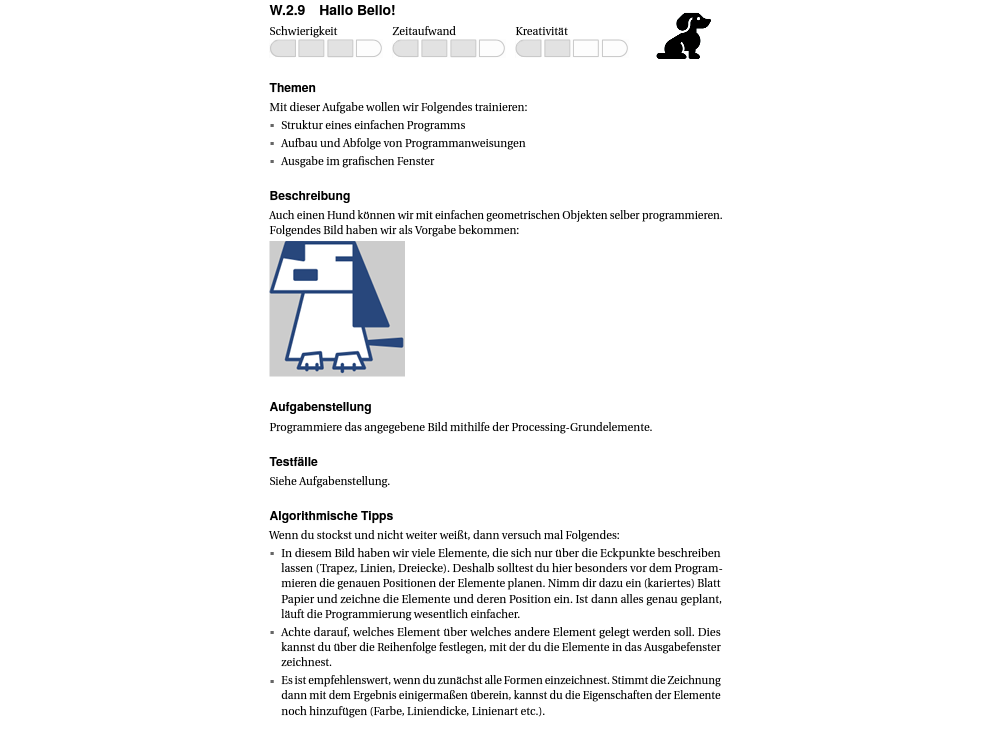 W.2.9 Hallo Bello!
Schwierigkeit Zeitaufwand Kreativität
Themen
Mit dieser Aufgabe wollen wir Folgendes trainieren:
▪ Struktur eines einfachen Programms
▪ Aufbau und Abfolge von Programmanweisungen
▪ Ausgabe im grafischen Fenster
Beschreibung
Auch einen Hund können wir mit einfachen geometrischen Objekten selber programmieren.
Folgendes Bild haben wir als Vorgabe bekommen:
Aufgabenstellung
Programmiere das angegebene Bild mithilfe der Processing-Grundelemente.
Testfälle
Siehe Aufgabenstellung.
Algorithmische Tipps
Wenn du stockst und nicht weiter weißt, dann versuch mal Folgendes:
▪ In diesem Bild haben wir viele Elemente, die sich nur über die Eckpunkte beschreiben
lassen (Trapez, Linien, Dreiecke). Deshalb solltest du hier besonders vor dem Program-
mieren die genauen Positionen der Elemente planen. Nimm dir dazu ein (kariertes) Blatt
Papier und zeichne die Elemente und deren Position ein. Ist dann alles genau geplant,
läuft die Programmierung wesentlich einfacher.
▪ Achte darauf, welches Element über welches andere Element gelegt werden soll. Dies
kannst du über die Reihenfolge festlegen, mit der du die Elemente in das Ausgabefenster
zeichnest.
▪ Es ist empfehlenswert, wenn du zunächst alle Formen einzeichnest. Stimmt die Zeichnung
dann mit dem Ergebnis einigermaßen überein, kannst du die Eigenschaften der Elemente
noch hinzufügen (Farbe, Liniendicke, Linienart etc.).